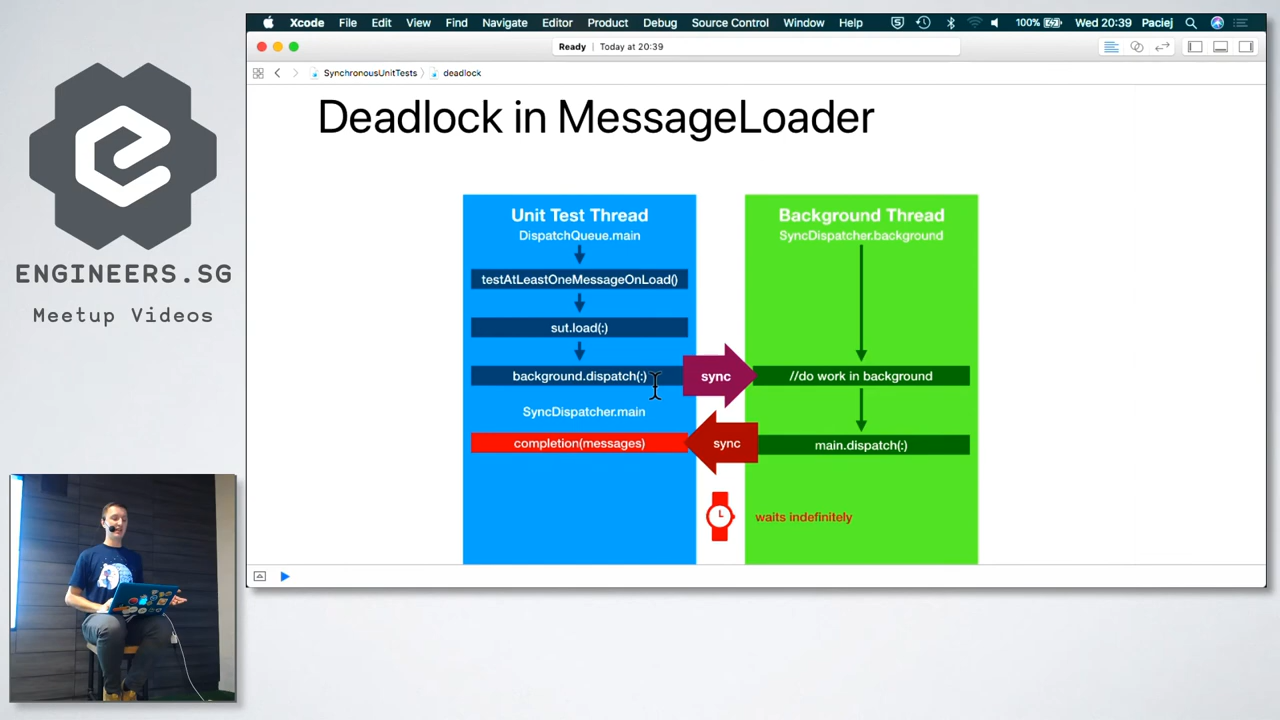 Xcode File Edit View Find Navigate Editor Product Debug Source Control Window Help 100% Wed 20:39 Paciej
Ready | Today at 20:39
SynchronousUnitTests deadlock
Deadlock in MessageLoader
ENGINEERS.SG
Meetup Videos
Unit Test Thread
DispatchQueue.main
testAtLeastOneMessageOnLoad()
sut.load(:)
background.dispatch(:)
sync
SyncDispatcher.main
completion(messages)
sync
Background Thread
SyncDispatcher.background
//do work in background
main.dispatch(:)
waits indefinitely